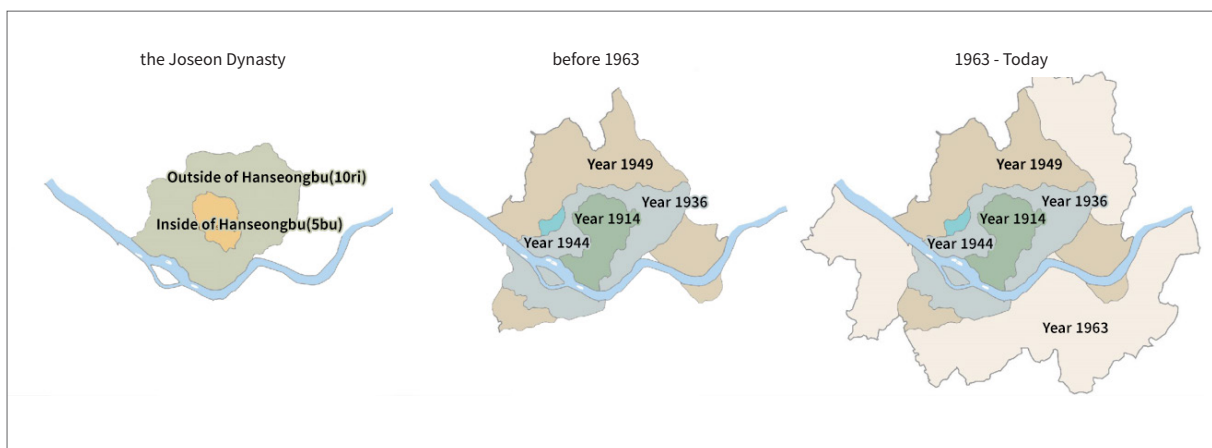 the Joseon Dynasty
Outside of Hanseongbu(10ri)
Inside of Hanseongbu(5bu)
before 1963
Year 1949
Year 1936
Year 1914
Year 1944
1963 - Today
Year 1949
Year 1936
Year 1914
Year 1944
Year 1963